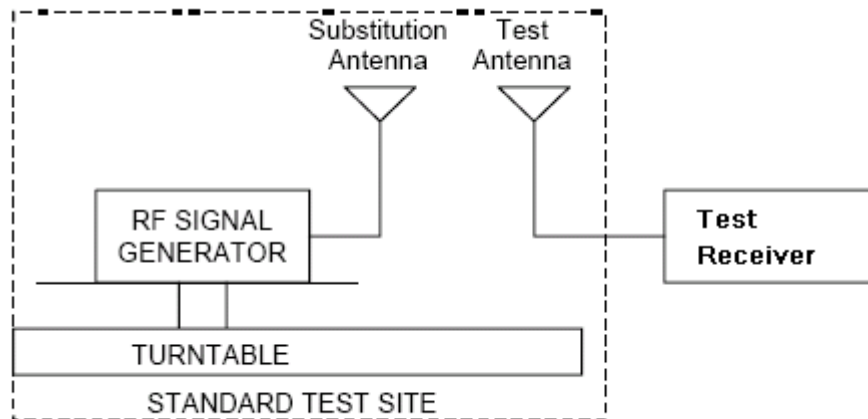 Substitution
Antenna
Test
Antenna
RF SIGNAL
GENERATOR
Test
Receiver
TURNTABLE
STANDARD TEST SITE